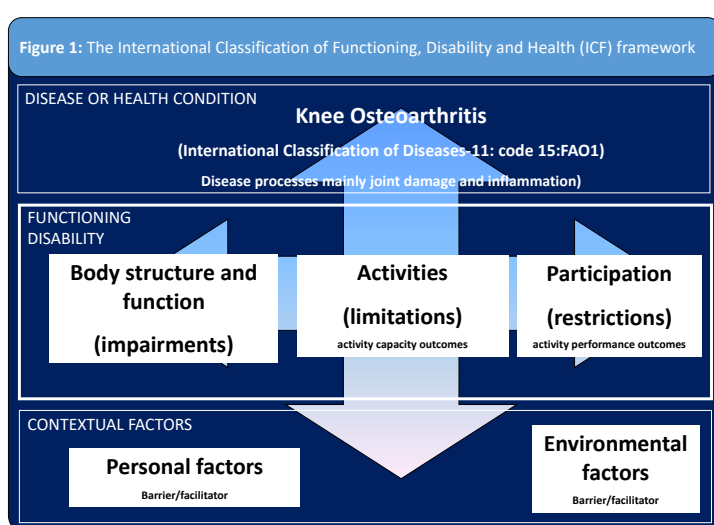 Figure 1: The International Classification of Functioning, Disability and Health (ICF) framework
DISEASE OR HEALTH CONDITION
Knee Osteoarthritis
(International Classification of Diseases-11: code 15:FAO1)
Disease processes mainly joint damage and inflammation)
FUNCTIONING
DISABILITY
Body structure and
function
(impairments)
Activities
(limitations)
activity capacity outcomes
Participation
(restrictions)
activity performance outcomes
CONTEXTUAL FACTORS
Personal factors
Barrier/facilitator
Environmental
factors
Barrier/facilitator